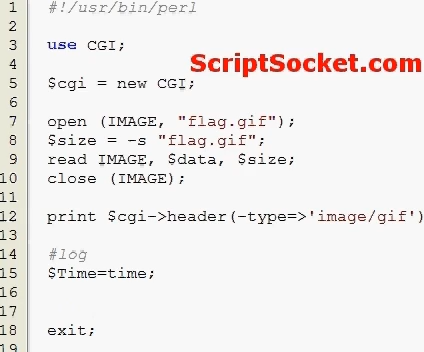 1 #!/usr/bin/perl
2
3 use CGI;
ScriptSocket.com
4
5 $cgi = new CGI;
6
7 open (IMAGE, "flag.gif");
8 $size = -s "flag.gif";
9 read IMAGE, $data, $size;
10 close (IMAGE);
11
12 print $cgi->header(-type=>'image/gif')
13
14 #log
15 $Time=time;
16
17
18 exit;
19